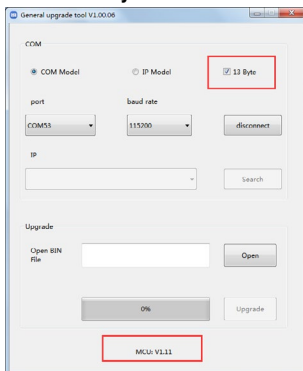 General upgrade tool V1.00.06
COM
COM Model
IP Model
13 Byte
port
baud rate
COM53
115200
disconnect
IP
Search
Upgrade
Open BIN
File
Open
0%
Upgrade
MCU: V1.11